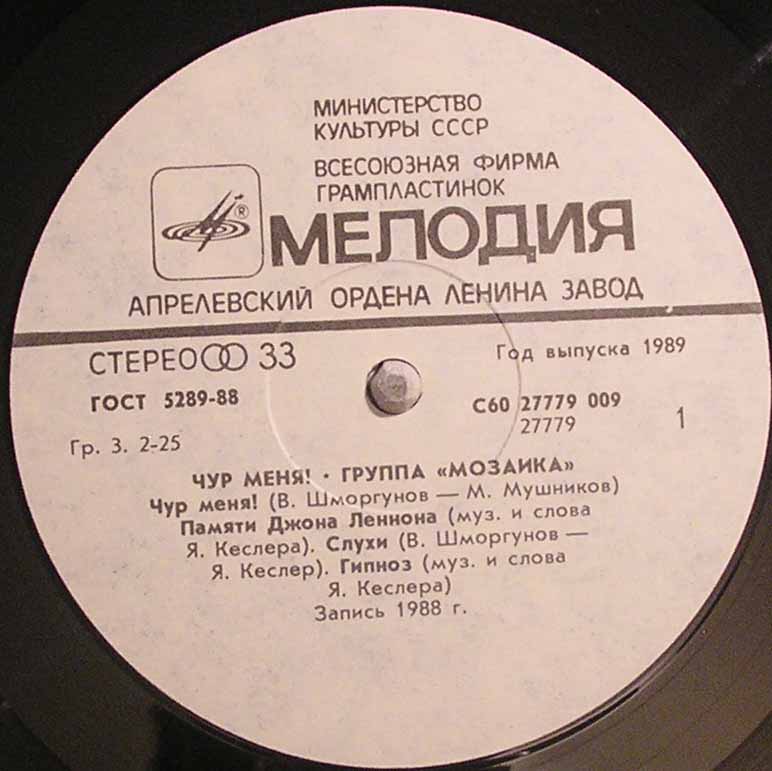 МИНИСТЕРСТВО
КУЛЬТУРЫ СССР
ВСЕСОЮЗНАЯ ФИРМА
ГРАМПЛАСТИНОК
®
МЕЛОДИЯ
АПРЕЛЕВСКИЙ ОРДЕНА ЛЕНИНА ЗАВОД
СТЕРЕО 33
Год выпуска 1989
ГОСТ 5289-88
С60 27779 009
27779
1
Гр. 3. 2-25
ЧУР МЕНЯ! · ГРУППА «МОЗАИКА»
Чур меня! (В. Шморгунов — М. Мушников)
Памяти Джона Леннона (муз. и слова
Я. Кеслера). Слухи (В. Шморгунов —
Я. Кеслер). Гипноз (муз. и слова
Я. Кеслера)
Запись 1988 г.